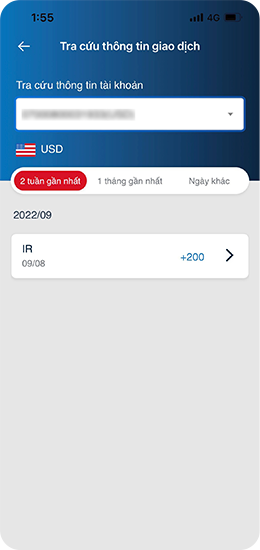 1:55
4G
Tra cứu thông tin giao dịch
Tra cứu thông tin tài khoản
USD
2 tuần gần nhất
1 tháng gần nhất
Ngày khác
2022/09
IR
+200
09/08